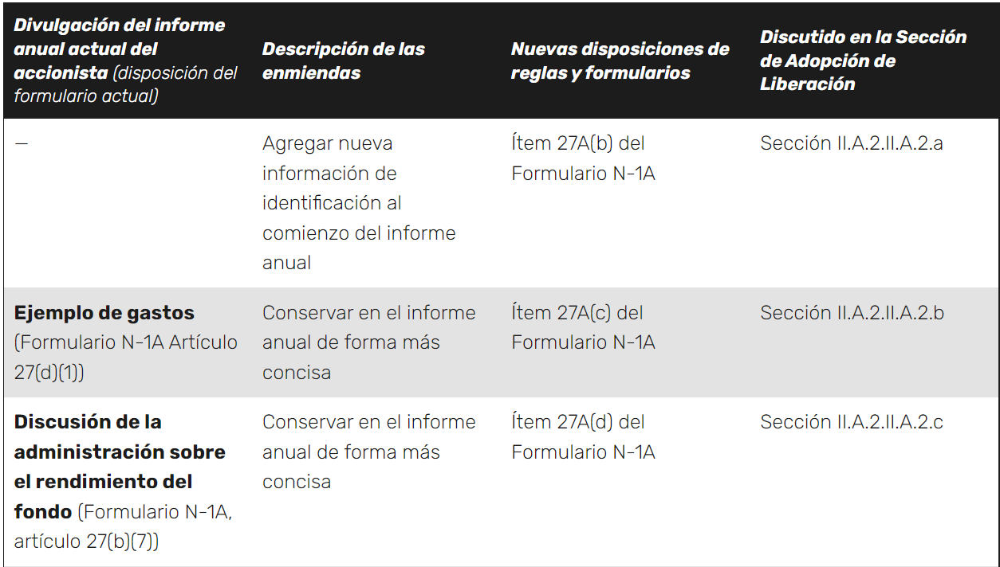 Divulgación del informe
anual actual del
accionista (disposición del
formulario actual)
Descripción de las
enmiendas
Nuevas disposiciones de
reglas y formularios
Discutido en la Sección
de Adopción de
Liberación
—
Agregar nueva
información de
identificación al
comienzo del informe
anual
Ítem 27A(b) del
Formulario N-1A
Sección II.A.2.II.A.2.a
Ejemplo de gastos
(Formulario N-1A Artículo
27(d)(1))
Conservar en el informe
anual de forma más
concisa
Ítem 27A(c) del
Formulario N-1A
Sección II.A.2.II.A.2.b
Discusión de la
administración sobre
el rendimiento del
fondo (Formulario N-1A,
artículo 27(b)(7))
Conservar en el informe
anual de forma más
concisa
Ítem 27A(d) del
Formulario N-1A
Sección II.A.2.II.A.2.c